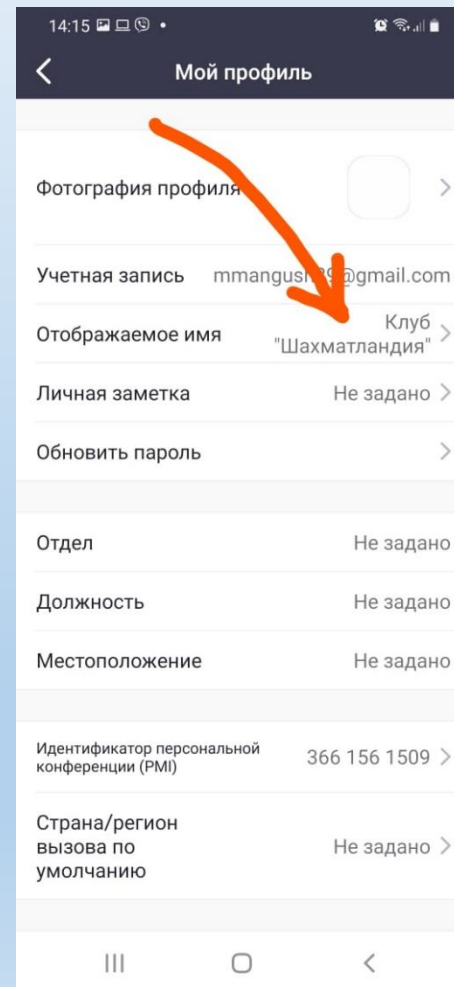 14:15
Мой профиль
Фотография профиля
Учетная запись
Отображаемое имя Клуб
"Шахматландия"
Личная заметка Не задано
Обновить пароль
Отдел Не задано
Должность Не задано
Местоположение Не задано
Идентификатор персональной
конференции (PMI) 366 156 1509
Страна/регион
вызова по
умолчанию Не задано